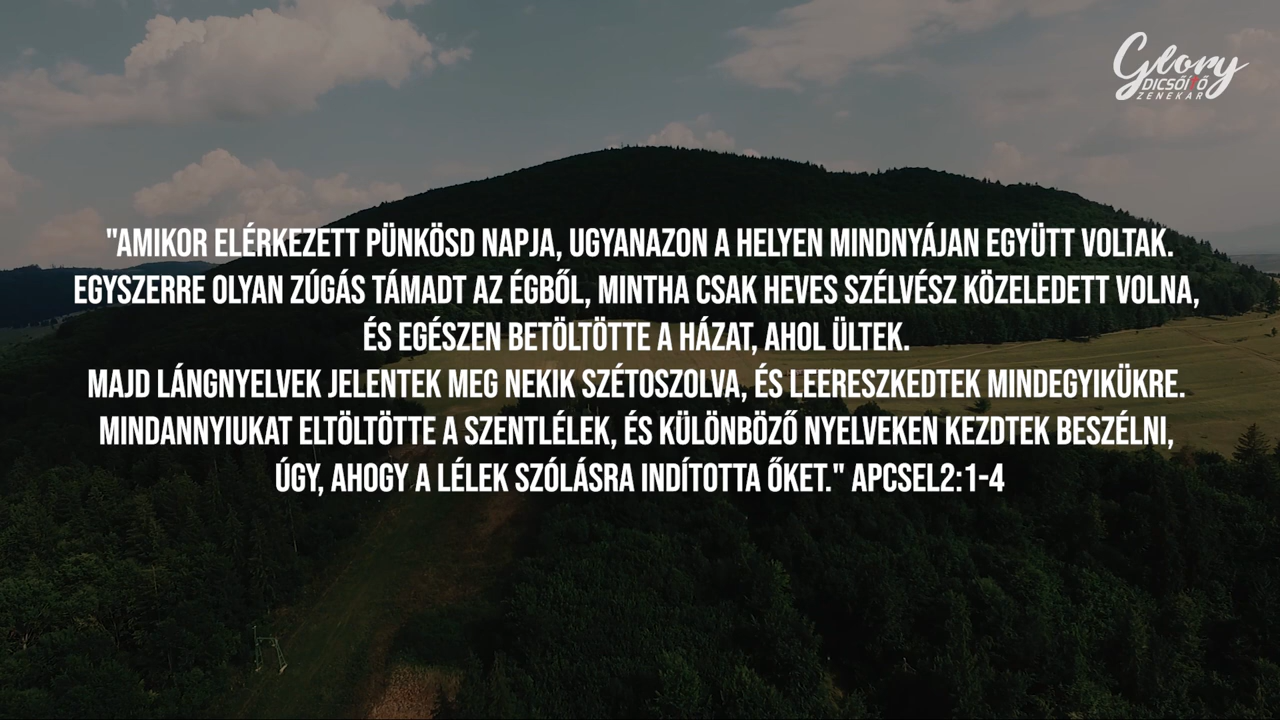 Glory
DICSŐÍTŐ
ZENEKAR
"AMIKOR ELÉRKEZETT PÜNKÖSD NAPJA, UGYANAZON A HELYEN MINDNYÁJAN EGYÜTT VOLTAK.
EGYSZERRE OLYAN ZÚGÁS TÁMADT AZ ÉGBŐL, MINTHA CSAK HEVES SZÉLVÉSZ KÖZELEDETT VOLNA,
ÉS EGÉSZEN BETÖLTÖTTE A HÁZAT, AHOL ÜLTEK.
MAJD LÁNGNYELVEK JELENTEK MEG NEKIK SZÉTOSZOLVA, ÉS LEERESZKEDTEK MINDEGYIKÜKRE.
MINDANNYIUKAT ELTÖLTÖTTE A SZENTLÉLEK, ÉS KÜLÖNBÖZŐ NYELVEKEN KEZDTEK BESZÉLNI,
ÚGY, AHOGY A LÉLEK SZÓLÁSRA INDÍTOTTA ŐKET." APCSEL2:1-4